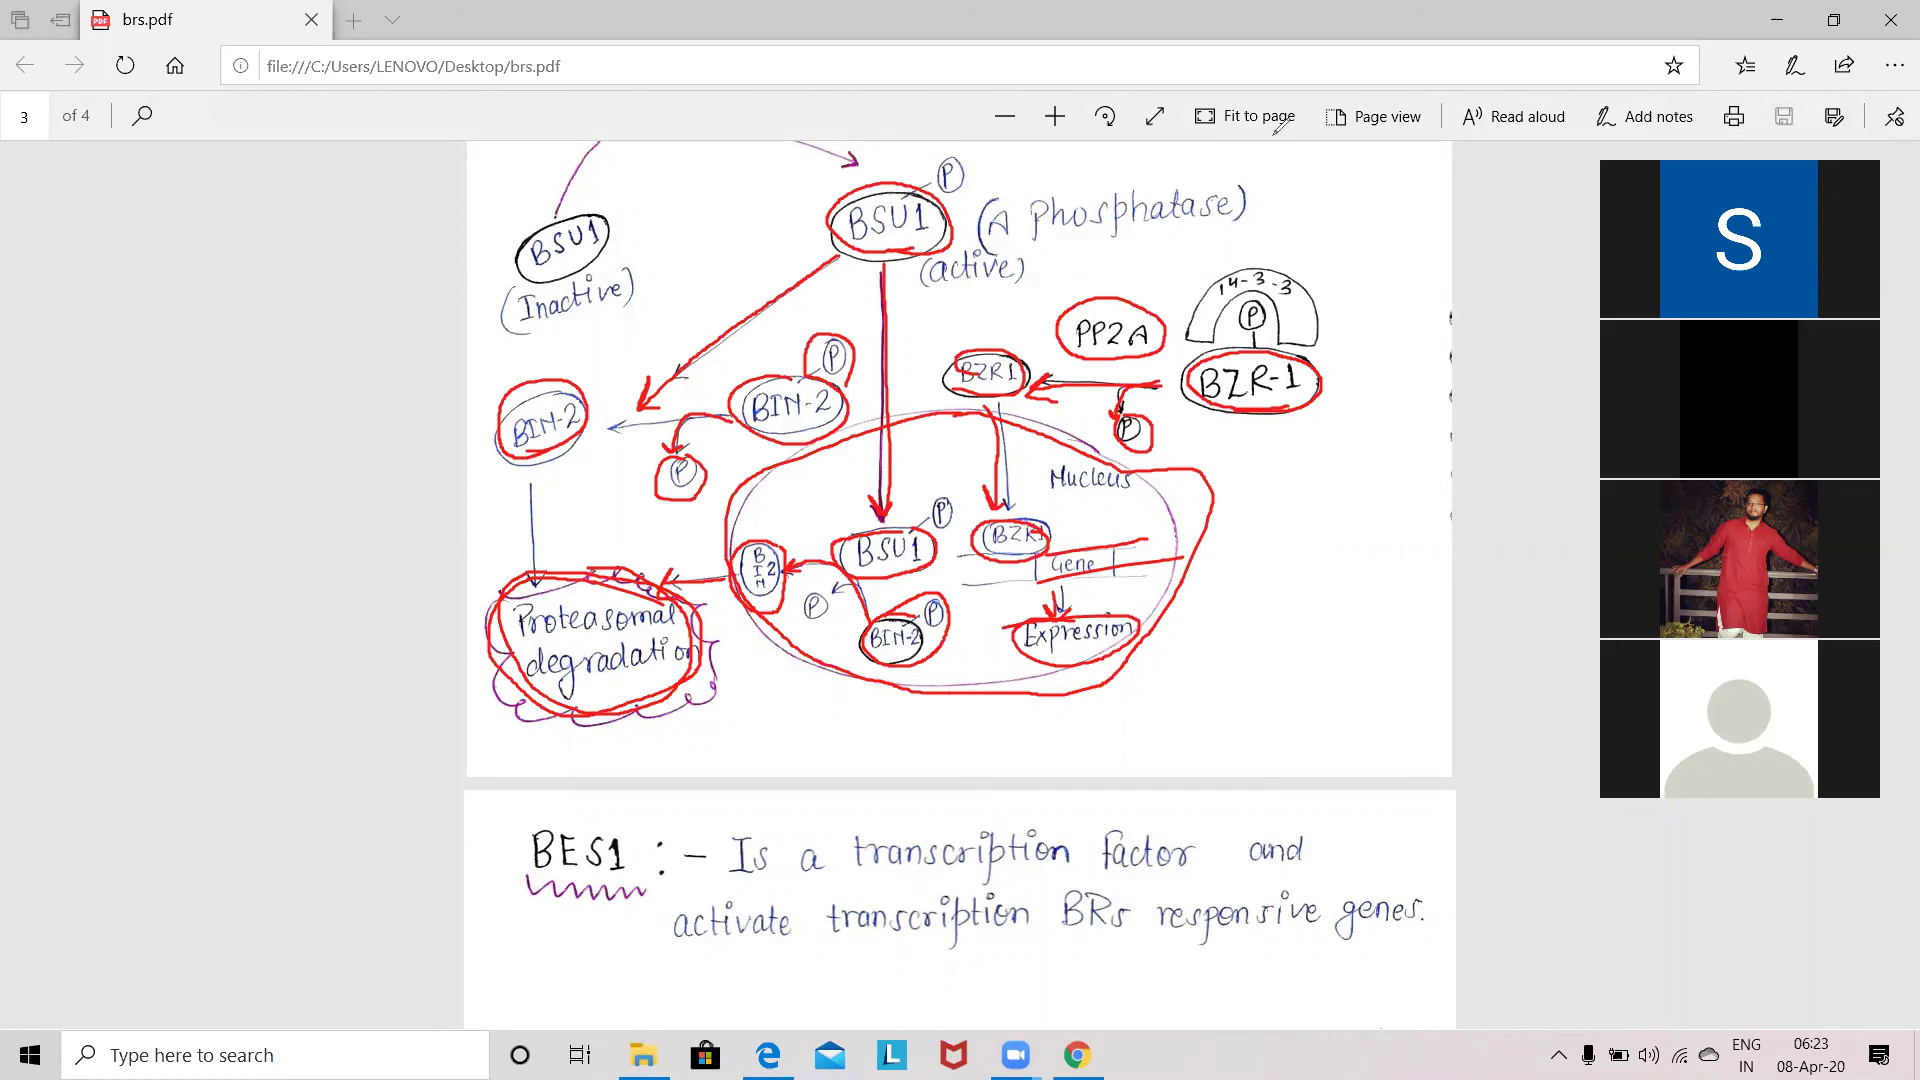 brs.pdf
file:///C:/Users/LENOVO/Desktop/brs.pdf
3 of 4
Fit to page
Page view
Read aloud
Add notes
P
BSU1
(A phosphatase)
(active)
BSU1
(Inactive)
14-3-3
P
PP2A
BZR1
BZR-1
P
BIN-2
P
BIN-2
P
Nucleus
P
BSU1
BZR1
BIN2
Gene
P
P
BIN-2
Expression
Proteasomal
degradation
BES1 :- Is a transcription factor and
activate transcription BRs responsive genes.
S
Type here to search
ENG
IN
06:23
08-Apr-20